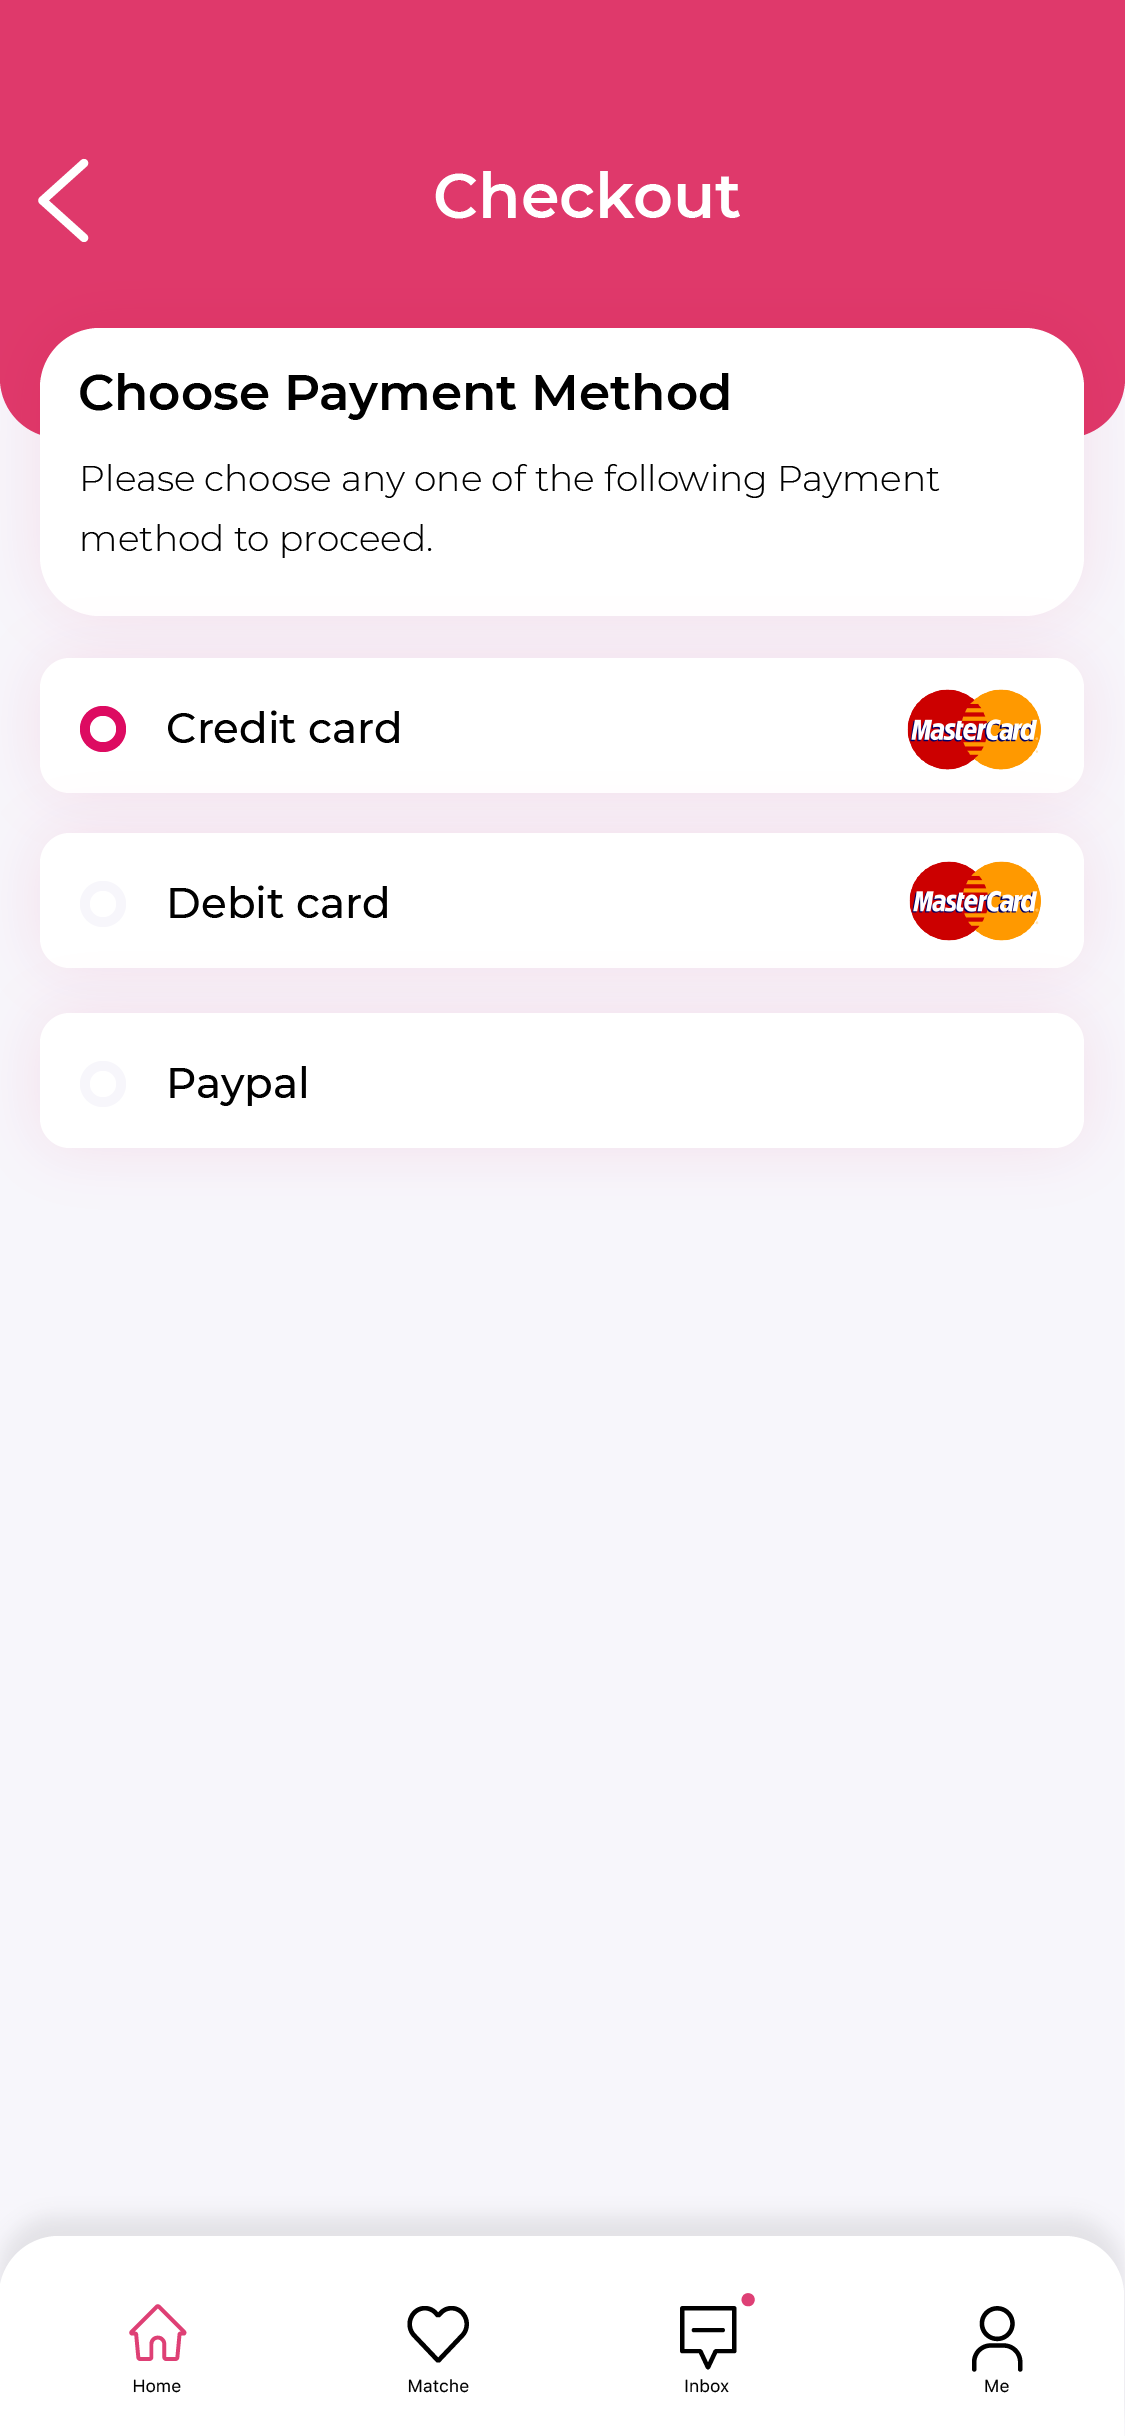 Checkout
Choose Payment Method
Please choose any one of the following Payment
method to proceed.
Credit card
MasterCard
Debit card
MasterCard
Paypal
Home
Matche
Inbox
Me